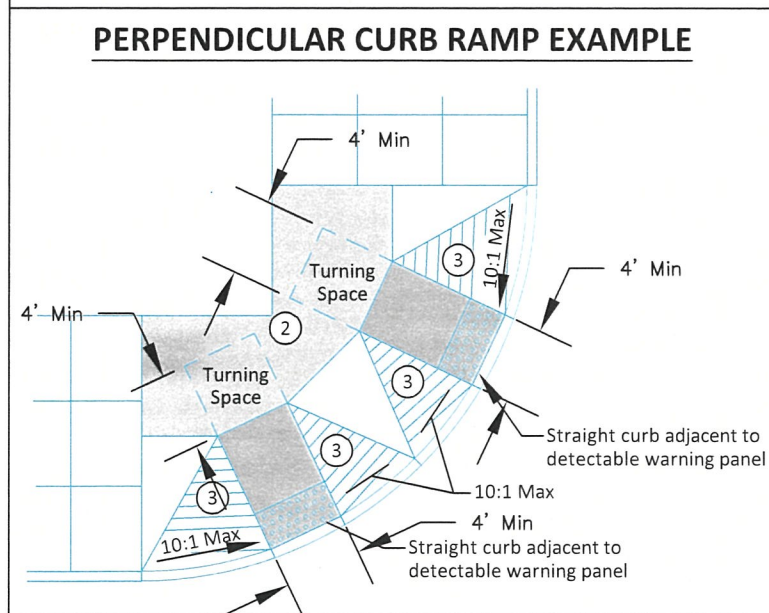 PERPENDICULAR CURB RAMP EXAMPLE
4' Min
10:1 Max
3
Turning
Space
4' Min
4' Min
2
Turning
Space
3
Straight curb adjacent to
detectable warning panel
3
10:1 Max
3
4' Min
10:1 Max
Straight curb adjacent to
detectable warning panel